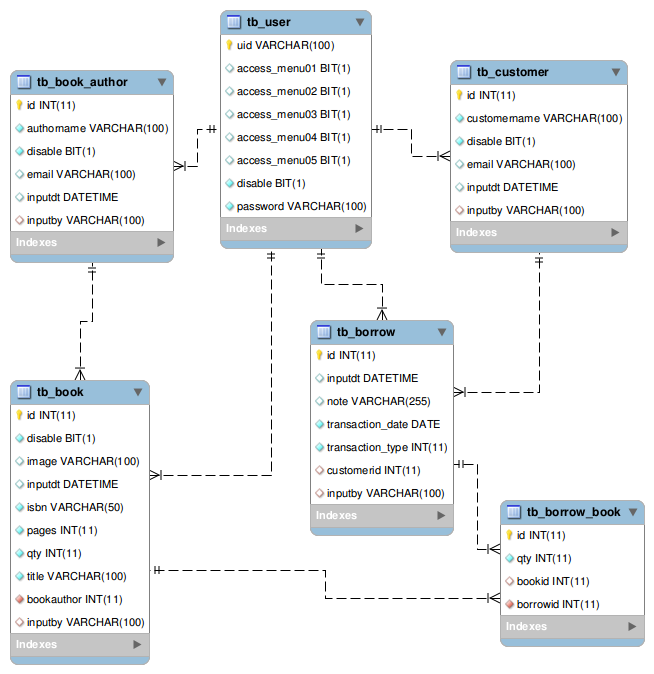 tb_user
uid VARCHAR(100)
access_menu01 BIT(1)
access_menu02 BIT(1)
access_menu03 BIT(1)
access_menu04 BIT(1)
access_menu05 BIT(1)
disable BIT(1)
password VARCHAR(100)
tb_book_author
id INT(11)
authorname VARCHAR(100)
disable BIT(1)
email VARCHAR(100)
inputdt DATETIME
inputby VARCHAR(100)
Indexes
tb_customer
id INT(11)
customername VARCHAR(100)
disable BIT(1)
email VARCHAR(100)
inputdt DATETIME
inputby VARCHAR(100)
Indexes
Indexes
tb_borrow
id INT(11)
inputdt DATETIME
note VARCHAR(255)
transaction_date DATE
transaction_type INT(11)
customerid INT(11)
inputby VARCHAR(100)
Indexes
tb_book
id INT(11)
disable BIT(1)
image VARCHAR(100)
inputdt DATETIME
isbn VARCHAR(50)
pages INT(11)
qty INT(11)
title VARCHAR(100)
bookauthor INT(11)
inputby VARCHAR(100)
Indexes
tb_borrow_book
id INT(11)
qty INT(11)
bookid INT(11)
borrowid INT(11)
Indexes